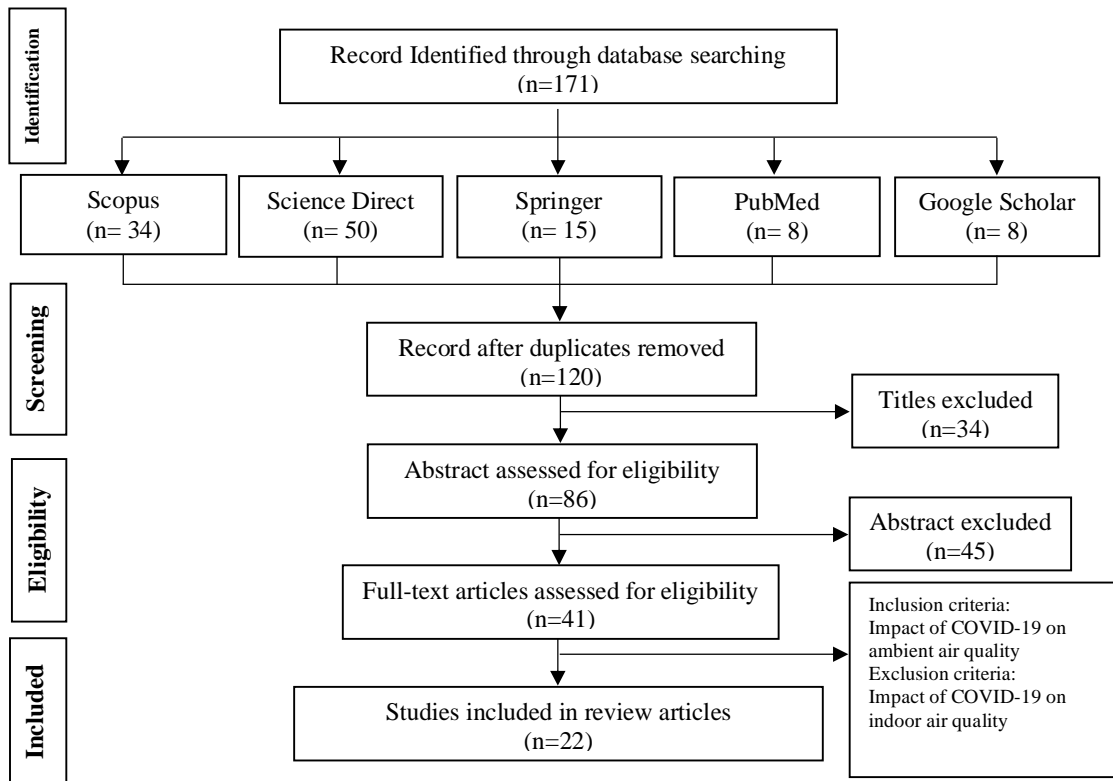 Identification
Record Identified through database searching
(n=171)
Scopus
(n= 34)
Science Direct
(n= 50)
Springer
(n= 15)
PubMed
(n= 8)
Google Scholar
(n= 8)
Screening
Record after duplicates removed
(n=120)
Titles excluded
(n=34)
Eligibility
Abstract assessed for eligibility
(n=86)
Abstract excluded
(n=45)
Full-text articles assessed for eligibility
(n=41)
Inclusion criteria:
Impact of COVID-19 on
ambient air quality
Exclusion criteria:
Impact of COVID-19 on
indoor air quality
Included
Studies included in review articles
(n=22)